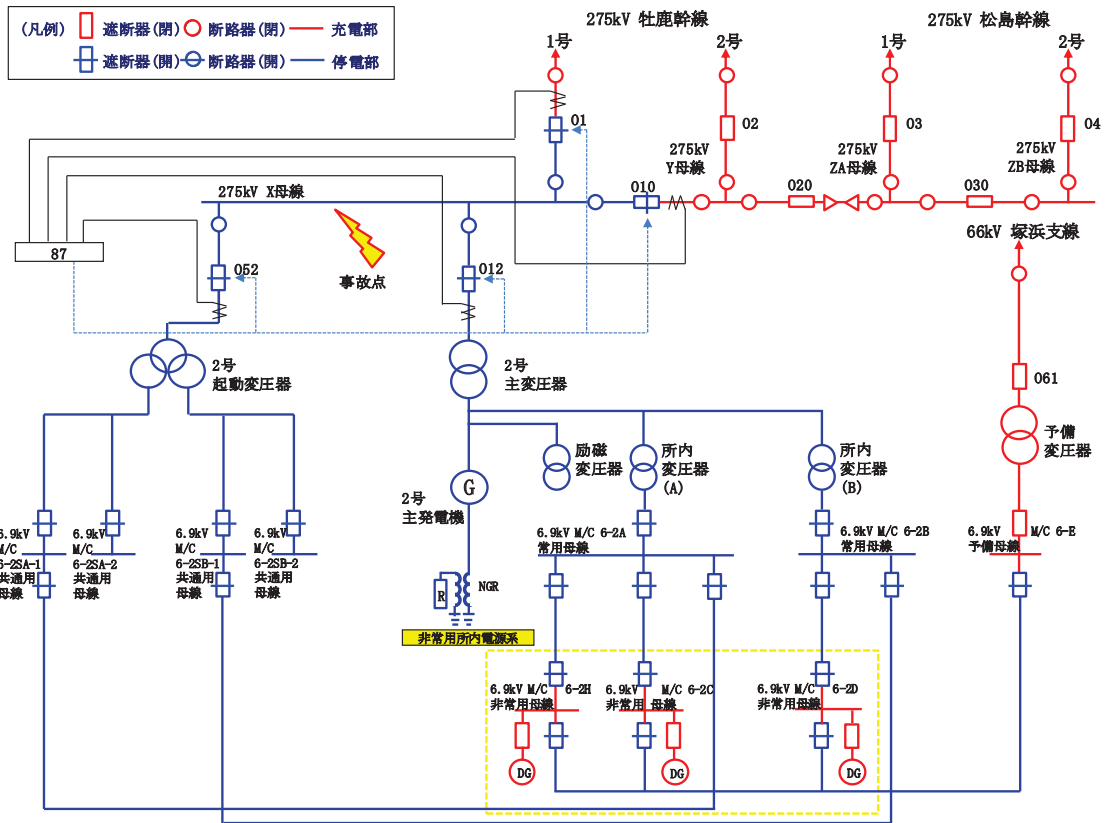 (凡例) 遮断器(閉) 断路器(閉) 充電部
遮断器(開) 断路器(開) 停電部
275kV 牡鹿幹線
275kV 松島幹線
1号
2号
1号
2号
O1
O2
O3
O4
275kV
Y母線
275kV
ZA母線
275kV
ZB母線
275kV X母線
O10
O20
O30
87
O52
O12
事故点
66kV 塚浜支線
2号
起動変圧器
2号
主変圧器
O61
予備
変圧器
励磁
変圧器
所内
変圧器
(A)
所内
変圧器
(B)
G
2号
主発電機
6.9kV
M/C
6-2SA-1
共通用
母線
6.9kV
M/C
6-2SA-2
共通用
母線
6.9kV
M/C
6-2SB-1
共通用
母線
6.9kV
M/C
6-2SB-2
共通用
母線
6.9kV M/C 6-2A
常用母線
6.9kV M/C 6-2B
常用母線
6.9kV M/C 6-E
予備母線
R
NGR
非常用所内電源系
6.9kV M/C 6-2H
非常用母線
6.9kV M/C 6-2C
非常用 母線
6.9kV M/C 6-2D
非常用母線
DG
DG
DG